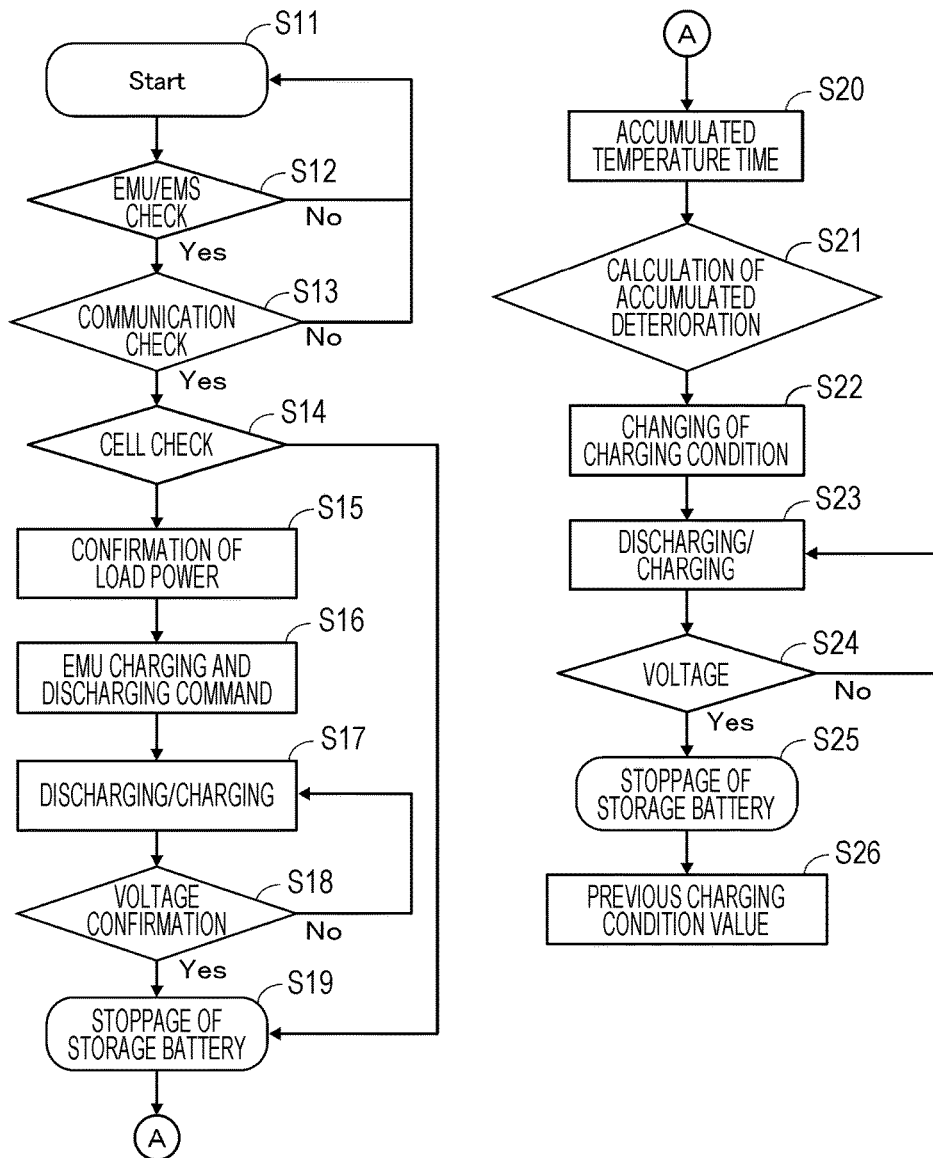 S11
Start
S12
EMU/EMS
CHECK
No
Yes
S13
COMMUNICATION
CHECK
No
Yes
S14
CELL CHECK
S15
CONFIRMATION OF
LOAD POWER
S16
EMU CHARGING AND
DISCHARGING COMMAND
S17
DISCHARGING/CHARGING
S18
VOLTAGE
CONFIRMATION
No
Yes
S19
STOPPAGE OF
STORAGE BATTERY
A
A
S20
ACCUMULATED
TEMPERATURE TIME
S21
CALCULATION OF
ACCUMULATED
DETERIORATION
S22
CHANGING OF
CHARGING CONDITION
S23
DISCHARGING/
CHARGING
S24
VOLTAGE
No
Yes
S25
STOPPAGE OF
STORAGE BATTERY
S26
PREVIOUS CHARGING
CONDITION VALUE